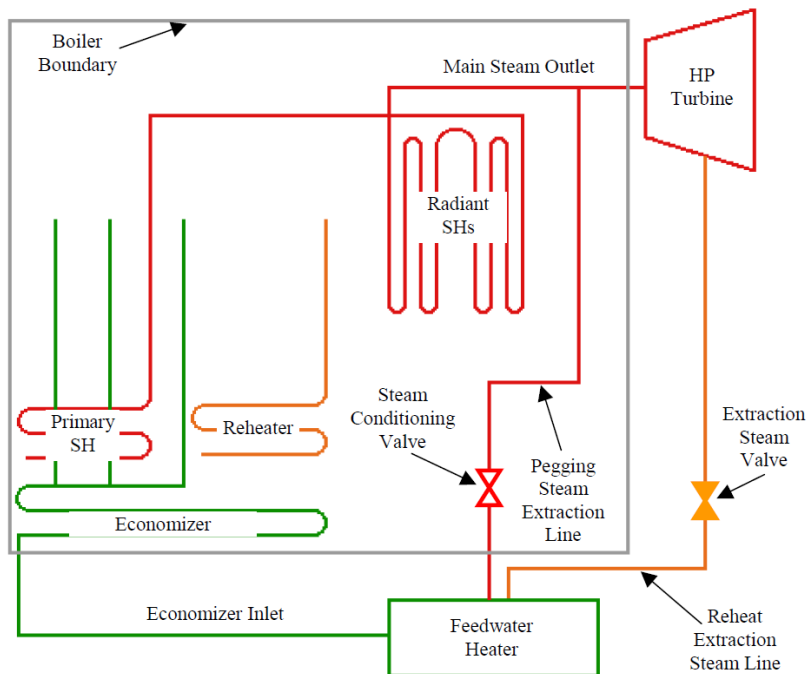 Boiler
Boundary
Main Steam Outlet
HP
Turbine
Radiant
SHs
Primary
SH
Reheater
Steam
Conditioning
Valve
Extraction
Steam
Valve
Pegging
Steam
Extraction
Line
Economizer
Economizer Inlet
Feedwater
Heater
Reheat
Extraction
Steam Line